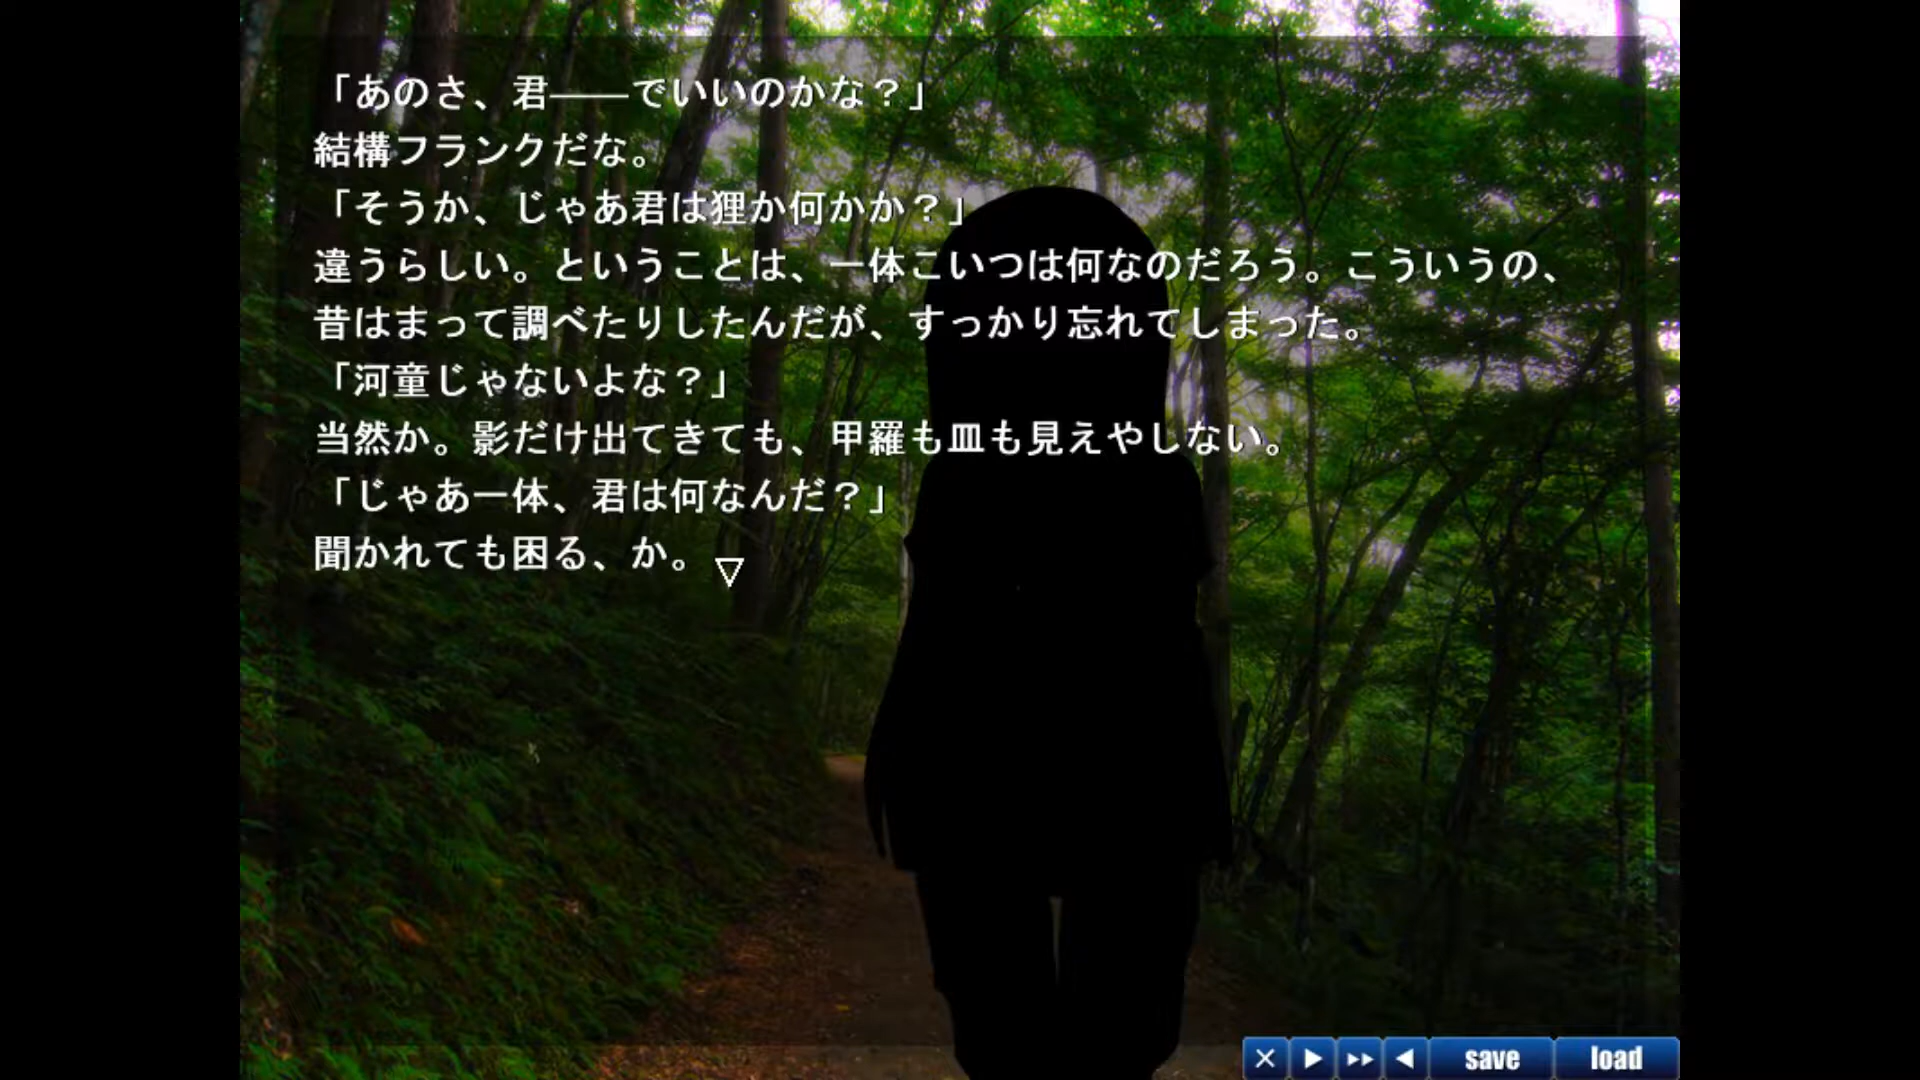 「あのさ、君――でいいのかな？」
結構フランクだな。
「そうか、じゃあ君は狸か何かか？」
違うらしい。ということは、一体こいつは何なのだろう。こういうの、
昔はまって調べたりしたんだが、すっかり忘れてしまった。
「河童じゃないよな？」
当然か。影だけ出てきても、甲羅も皿も見えやしない。
「じゃあ一体、君は何なんだ？」
聞かれても困る、か。
save load